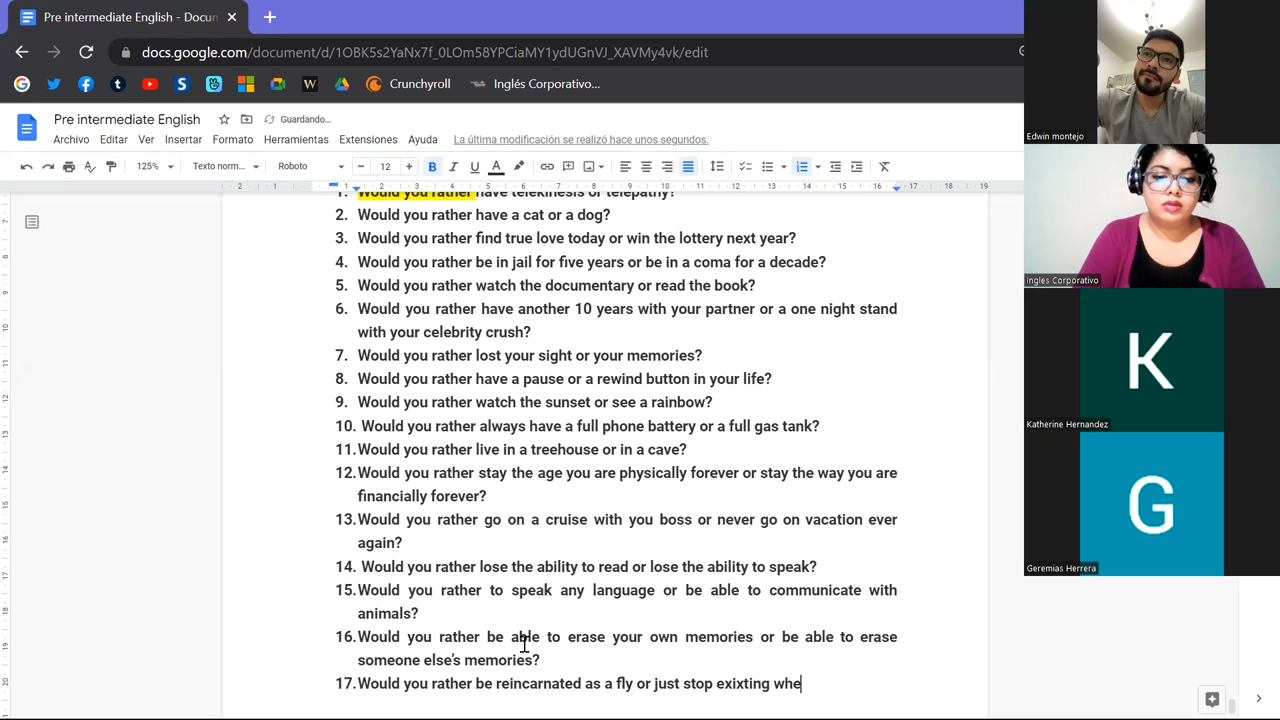 Pre intermediate English - Docum
docs.google.com/document/d/1OBK5s2YaNx7f_0JOm58YPCiaMY1ydUGnVJ_XAVMy4vk/edit
Crunchyroll
Inglés Corporativo...
Pre intermediate English
Guardando...
Archivo Editar Ver Insertar Formato Herramientas Extensiones Ayuda La última modificación se realizó hace unos segundos.
125% Texto norm... Roboto 12
1. Would you rather have telekinesis or telepathy?
2. Would you rather have a cat or a dog?
3. Would you rather find true love today or win the lottery next year?
4. Would you rather be in jail for five years or be in a coma for a decade?
5. Would you rather watch the documentary or read the book?
6. Would you rather have another 10 years with your partner or a one night stand
with your celebrity crush?
7. Would you rather lost your sight or your memories?
8. Would you rather have a pause or a rewind button in your life?
9. Would you rather watch the sunset or see a rainbow?
10. Would you rather always have a full phone battery or a full gas tank?
11. Would you rather live in a treehouse or in a cave?
12. Would you rather stay the age you are physically forever or stay the way you are
financially forever?
13. Would you rather go on a cruise with you boss or never go on vacation ever
again?
14. Would you rather lose the ability to read or lose the ability to speak?
15. Would you rather to speak any language or be able to communicate with
animals?
16. Would you rather be able to erase your own memories or be able to erase
someone else's memories?
17. Would you rather be reincarnated as a fly or just stop exixting whe
Edwin montejo
Ingles Corporativo
K
Katherine Hernandez
G
Geremias Herrera